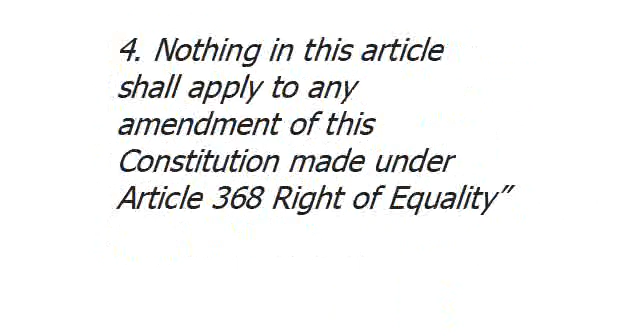 4. Nothing in this article
shall apply to any
amendment of this
Constitution made under
Article 368 Right of Equality”